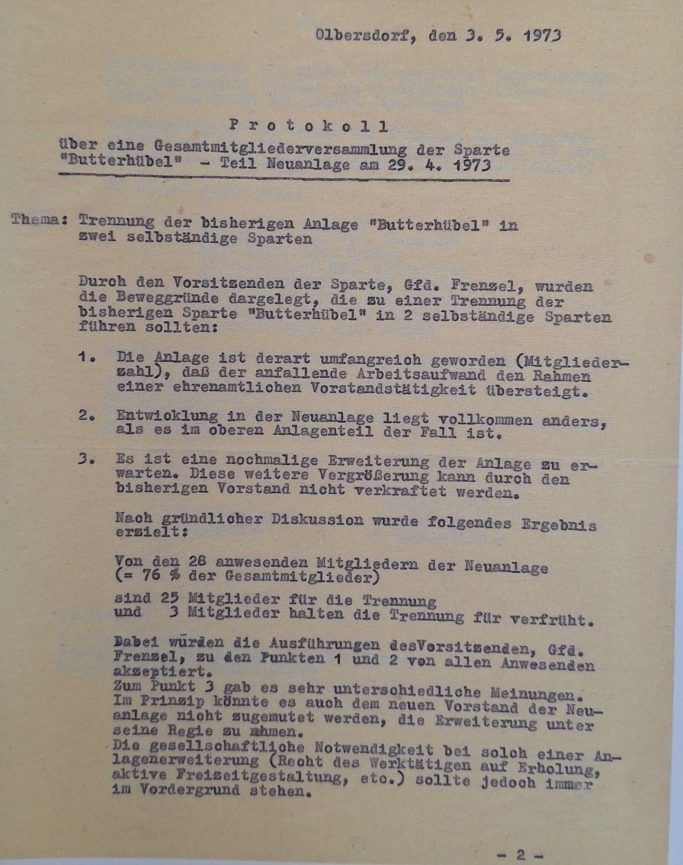 Olbersdorf, den 3. 5. 1973
P r o t o k o l l
über eine Gesamtmitgliederversammlung der Sparte
"Butterhübel" - Teil Neuanlage am 29. 4. 1973
Thema: Trennung der bisherigen Anlage "Butterhübel" in
zwei selbständige Sparten
Durch den Vorsitzenden der Sparte, Gfd. Frenzel, wurden
die Beweggründe dargelegt, die zu einer Trennung der
bisherigen Sparte "Butterhübel" in 2 selbständige Sparten
führen sollten:
1. Die Anlage ist derart umfangreich geworden (Mitglieder-
zahl), daß der anfallende Arbeitsaufwand den Rahmen
einer ehrenamtlichen Vorstandstätigkeit übersteigt.
2. Entwicklung in der Neuanlage liegt vollkommen anders,
als es im oberen Anlagenteil der Fall ist.
3. Es ist eine nochmalige Erweiterung der Anlage zu er-
warten. Diese weitere Vergrößerung kann durch den
bisherigen Vorstand nicht verkraftet werden.
Nach gründlicher Diskussion wurde folgendes Ergebnis
erzielt:
Von den 28 anwesenden Mitgliedern der Neuanlage
(= 76 % der Gesamtmitglieder)
sind 25 Mitglieder für die Trennung
und 3 Mitglieder halten die Trennung für verfrüht.
Dabei würden die Ausführungen desVorsitzenden, Gfd.
Frenzel, zu den Punkten 1 und 2 von allen Anwesenden
akzeptiert.
Zum Punkt 3 gab es sehr unterschiedliche Meinungen.
Im Prinzip könnte es auch dem neuen Vorstand der Neu-
anlage nicht zugemutet werden, die Erweiterung unter
seine Regie zu
Die gesellschaftliche Notwendigkeit bei solch einer An-
lagenerweiterung (Recht des Werktätigen auf Erholung,
aktive Freizeitgestaltung, etc.) sollte jedoch immer
im Vordergrund stehen.
- 2 -